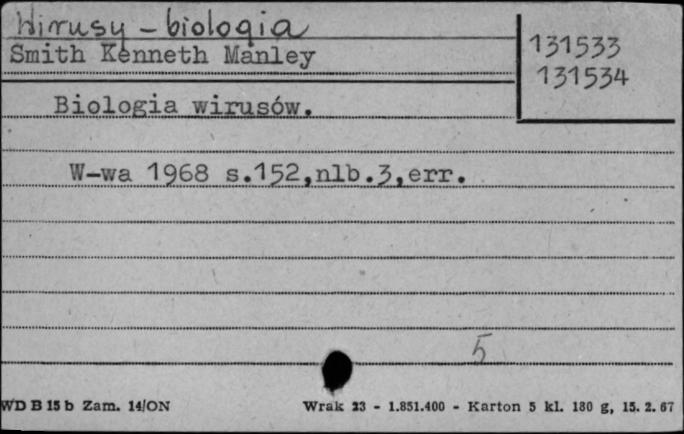 Wirusy - biologia
Smith Kenneth Manley
131533
131534
Biologia wirusów.
W-wa 1968 s.152,nlb.3,err.
5
WD B 15 b Zam. 14/ON
Wrak 23 - 1.851.400 - Karton 5 kl. 180 g, 15. 2. 67